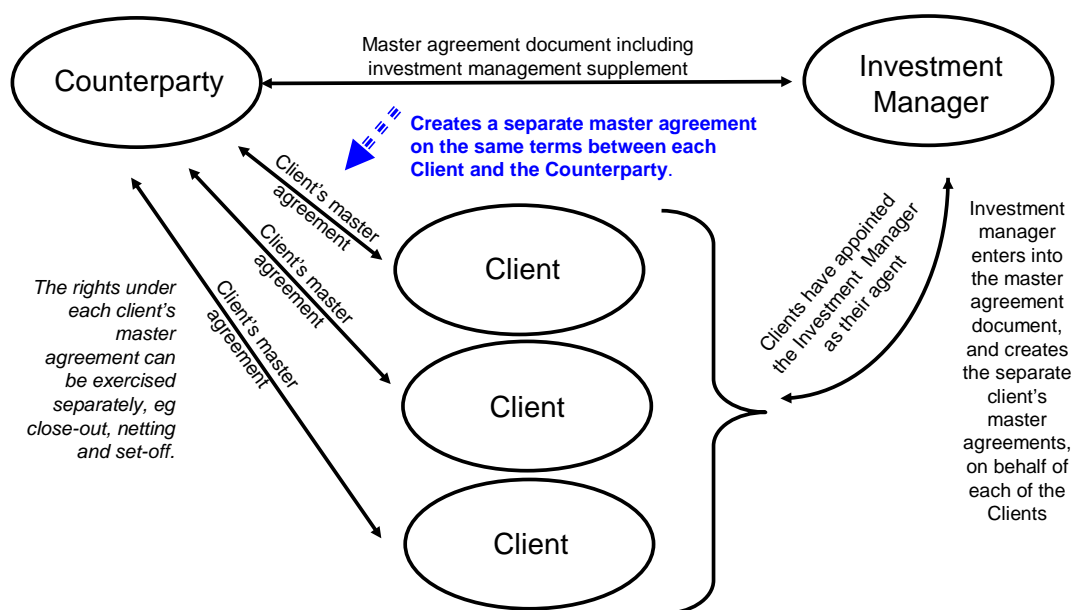 Counterparty
Master agreement document including
investment management supplement
Investment
Manager
Creates a separate master agreement
on the same terms between each
Client and the Counterparty.
Client's master
agreement
Client's master
agreement
Client's master
agreement
The rights under
each client's
master
agreement can
be exercised
separately, eg
close-out, netting
and set-off.
Client
Client
Client
Clients have appointed
the Investment Manager
as their agent
Investment
manager
enters into
the master
agreement
document,
and creates
the separate
client's
master
agreements,
on behalf of
each of the
Clients